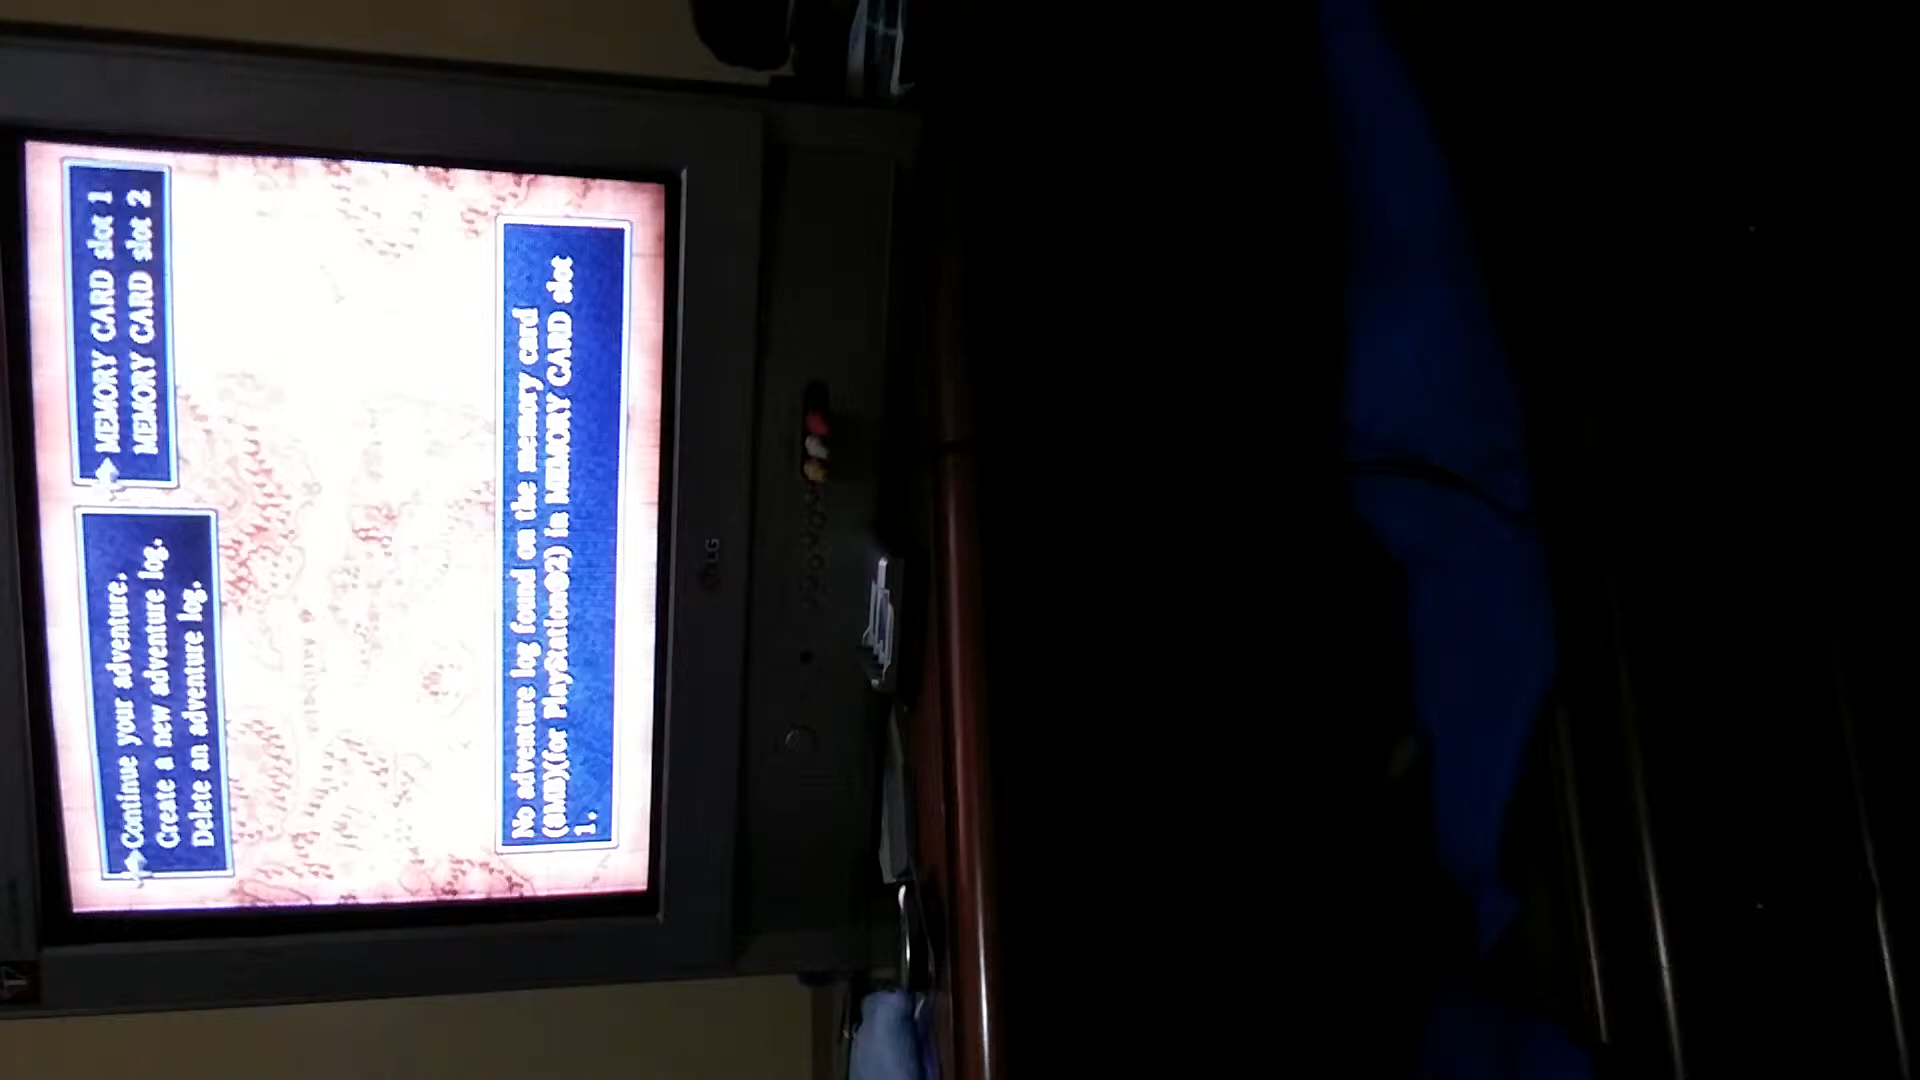 Continue your adventure.
Create a new adventure log.
Delete an adventure log.
MEMORY CARD slot 1
MEMORY CARD slot 2
No adventure log found on the memory card
(8MB)(for PlayStation®2) in MEMORY CARD slot
1.
LG